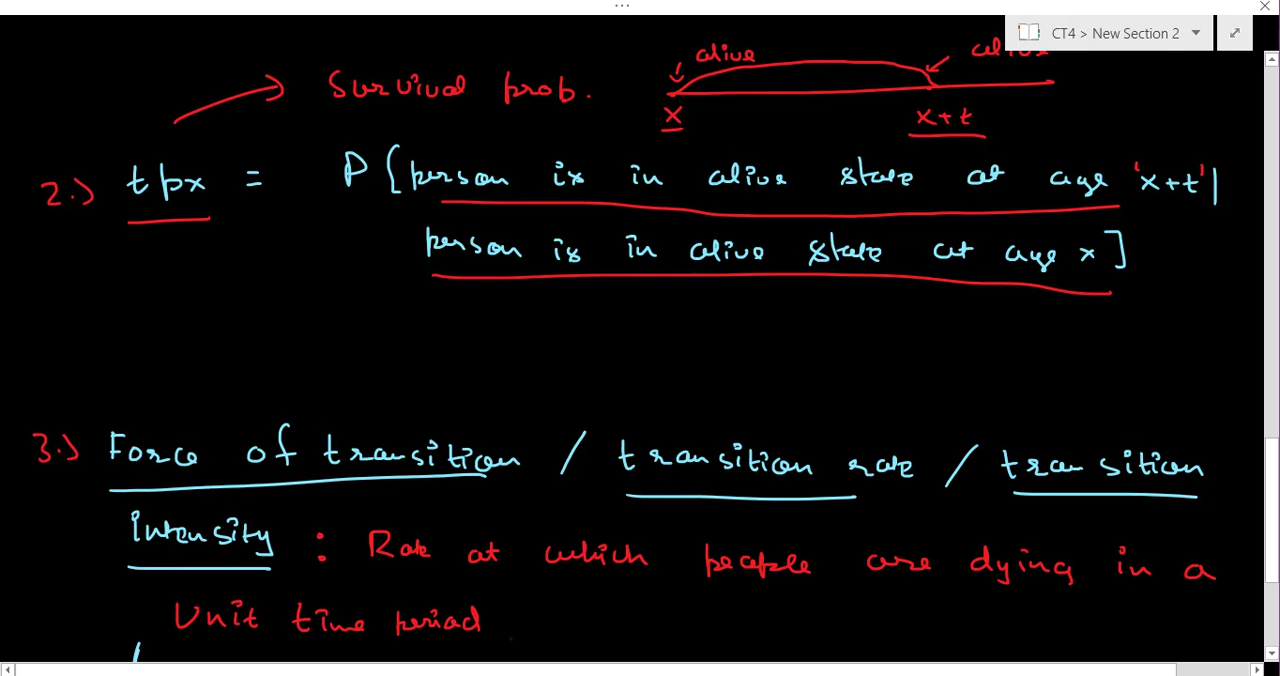 CT4 > New Section 2
alive
Survival prob.
x x+t
2.) tpx = P{person is in alive state at age 'x+t'|
person is in alive state at age x]
3.) Force of transition / transition rate / transition
intensity : Rate at which people are dying in a
Unit time period